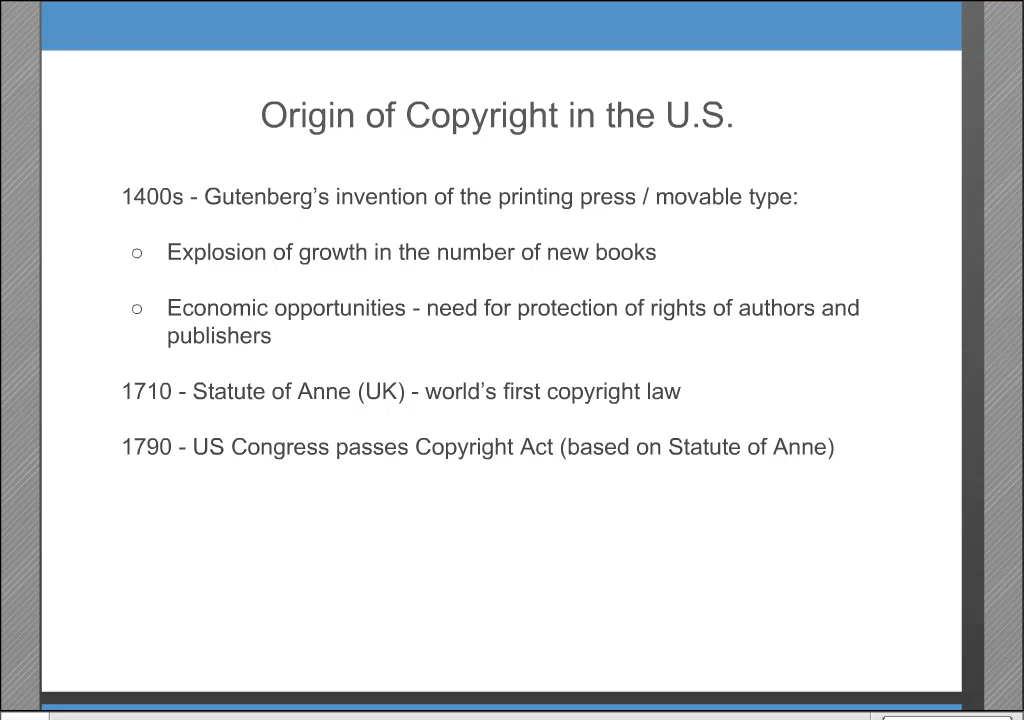 Origin of Copyright in the U.S.
1400s - Gutenberg’s invention of the printing press / movable type:
○ Explosion of growth in the number of new books
○ Economic opportunities - need for protection of rights of authors and
publishers
1710 - Statute of Anne (UK) - world’s first copyright law
1790 - US Congress passes Copyright Act (based on Statute of Anne)